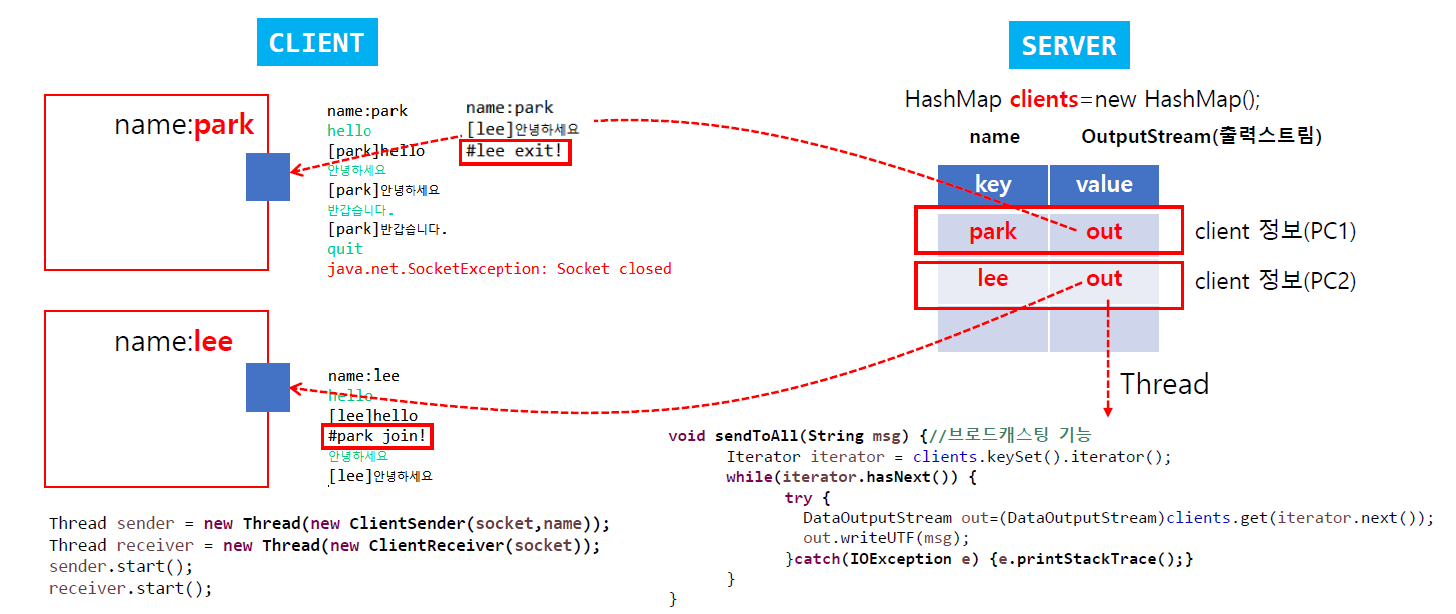 CLIENT
name:park
name:park
hello
[park]hello
안녕하세요
[park]안녕하세요
반갑습니다.
[park]반갑습니다.
quit
java.net.SocketException: Socket closed
name:park
[lee]안녕하세요
#lee exit!
name:lee
name:lee
hello
[lee]hello
#park join!
안녕하세요
[lee]안녕하세요
Thread sender = new Thread(new ClientSender(socket,name));
Thread receiver = new Thread(new ClientReceiver(socket));
sender.start();
receiver.start();
SERVER
HashMap clients=new HashMap();
name OutputStream(출력스트림)
key value
park out client 정보(PC1)
lee out client 정보(PC2)
Thread
void sendToAll(String msg) {//브로드캐스팅 기능
Iterator iterator = clients.keySet().iterator();
while(iterator.hasNext()) {
try {
DataOutputStream out=(DataOutputStream)clients.get(iterator.next());
out.writeUTF(msg);
}catch(IOException e) {e.printStackTrace();}
}
}